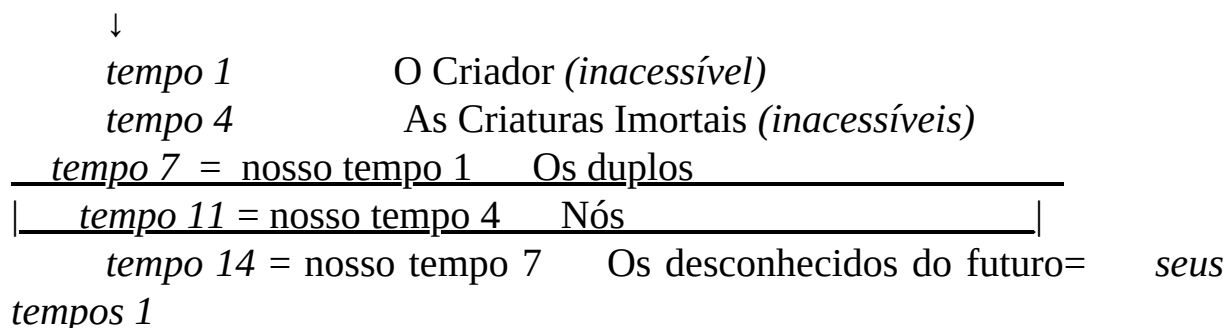 ↓
tempo 1 O Criador (inacessível)
tempo 4 As Criaturas Imortais (inacessíveis)
tempo 7 = nosso tempo 1 Os duplos
| tempo 11 = nosso tempo 4 Nós |
tempo 14 = nosso tempo 7 Os desconhecidos do futuro= seus
tempos 1